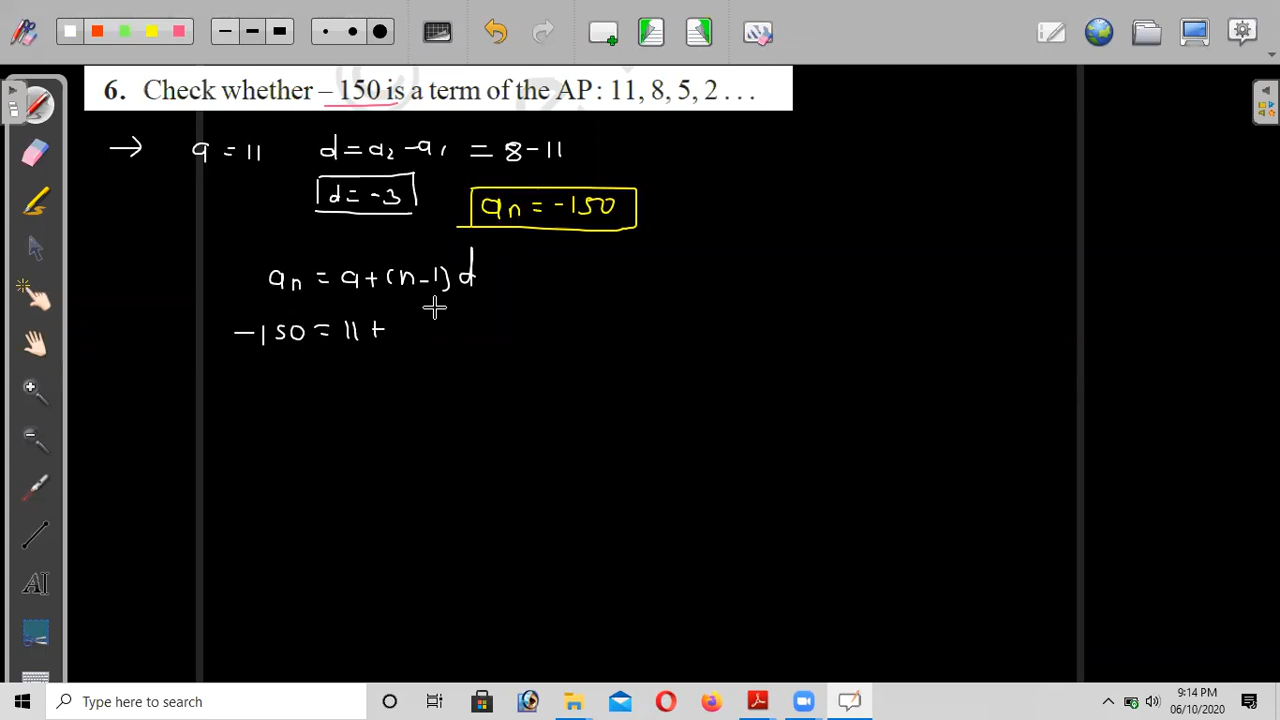 6. Check whether – 150 is a term of the AP : 11, 8, 5, 2 . . .
→ a = 11 d = a₂ - a₁ = 8 - 11
d = -3 aₙ = -150
aₙ = a + (n-1) d
-150 = 11 +
AI
Type here to search
9:14 PM
06/10/2020